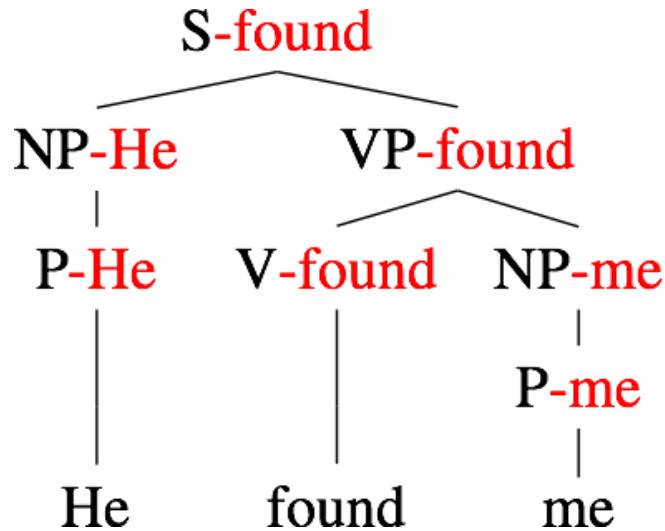 S-found
NP-He VP-found
P-He V-found NP-me
P-me
He found me